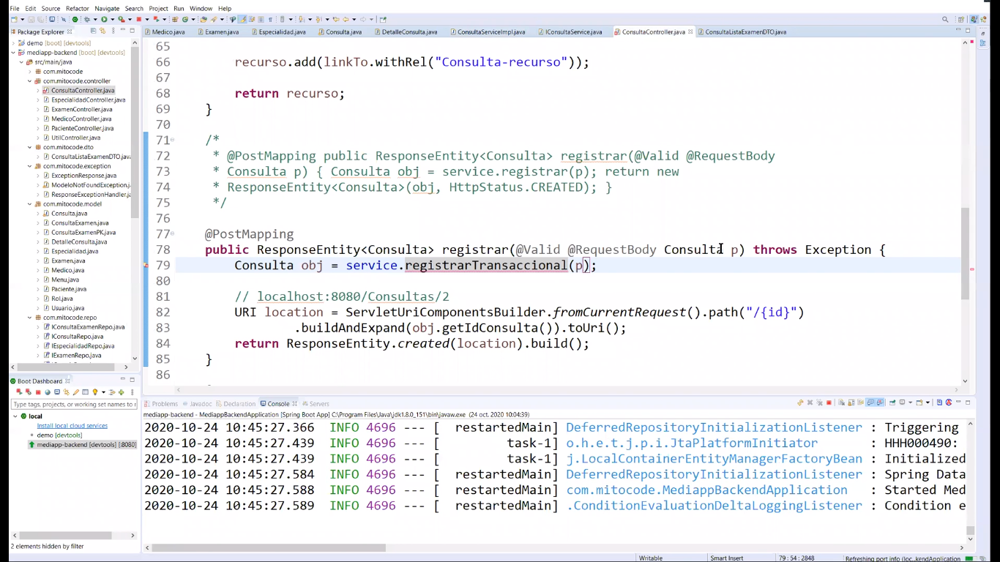 File Edit Source Refactor Navigate Search Project Run Window Help
Package Explorer
Medico.java
Examen.java
Especialidad.java
Consulta.java
DetalleConsulta.java
ConsultaServiceImpl.java
IConsultaService.java
ConsultaController.java
ConsultaListaExamenDTO.java
demo [boot] [devtools]
mediapp-backend [boot] [devtools]
src/main/java
com.mitocode
com.mitocode.controller
ConsultaController.java
EspecialidadController.java
ExamenController.java
MedicoController.java
PacienteController.java
UtilController.java
com.mitocode.dto
ConsultaListaExamenDTO.java
com.mitocode.exception
ExceptionResponse.java
ModeloNotFoundException.java
ResponseExceptionHandler.java
com.mitocode.model
Consulta.java
ConsultaExamen.java
ConsultaExamenPK.java
DetalleConsulta.java
Especialidad.java
Examen.java
Medico.java
Menu.java
Paciente.java
Rol.java
Usuario.java
com.mitocode.repo
IConsultaExamenRepo.java
IConsultaRepo.java
IEspecialidadRepo.java
IExamenRepo.java
65
66 recurso.add(linkTo.withRel("Consulta-recurso"));
67
68 return recurso;
69 }
70
71 /*
72 * @PostMapping public ResponseEntity<Consulta> registrar(@Valid @RequestBody
73 * Consulta p) { Consulta obj = service.registrar(p); return new
74 * ResponseEntity<Consulta>(obj, HttpStatus.CREATED); }
75 */
76
77 @PostMapping
78 public ResponseEntity<Consulta> registrar(@Valid @RequestBody Consulta p) throws Exception {
79 Consulta obj = service.registrarTransaccional(p);
80
81 // localhost:8080/Consultas/2
82 URI location = ServletUriComponentsBuilder.fromCurrentRequest().path("/{id}")
83 .buildAndExpand(obj.getIdConsulta()).toUri();
84 return ResponseEntity.created(location).build();
85 }
86
Boot Dashboard
Type tags, projects, or working set names to r
local
Install local cloud services
demo [devtools]
mediapp-backend [devtools] [:8080]
2 elements hidden by filter
Problems Javadoc Declaration Console Servers
mediapp-backend - MediappBackendApplication [Spring Boot App] C:\Program Files\Java\jdk1.8.0_151\bin\javaw.exe (24 oct. 2020 10:04:39)
2020-10-24 10:45:27.366 INFO 4696 --- [ restartedMain] DeferredRepositoryInitializationListener : Triggering
2020-10-24 10:45:27.439 INFO 4696 --- [ task-1] o.h.e.t.j.p.i.JtaPlatformInitiator : HHH000490:
2020-10-24 10:45:27.439 INFO 4696 --- [ task-1] j.LocalContainerEntityManagerFactoryBean : Initialized
2020-10-24 10:45:27.584 INFO 4696 --- [ restartedMain] DeferredRepositoryInitializationListener : Spring Data
2020-10-24 10:45:27.588 INFO 4696 --- [ restartedMain] com.mitocode.MediappBackendApplication : Started Med
2020-10-24 10:45:27.589 INFO 4696 --- [ restartedMain] .ConditionEvaluationDeltaLoggingListener : Condition e
Writable Smart Insert 79 : 54 : 2848 Refreshing port info (loc...kendApplication